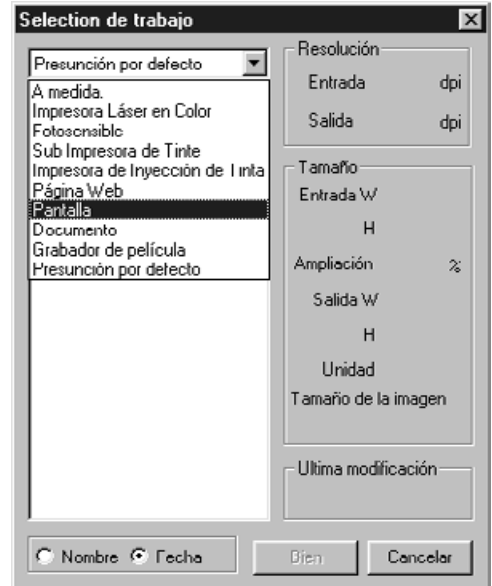 Selection de trabajo
Presunción por defecto
A medida.
Impresora Láser en Color
Fotosensible
Sub Impresora de Tinte
Impresora de Inyección de Tinta
Página Web
Pantalla
Documento
Grabador de película
Presunción por defecto
Resolución
Entrada dpi
Salida dpi
Tamaño
Entrada W
H
Ampliación %
Salida W
H
Unidad
Tamaño de la imagen
Ultima modificación
Nombre Fecha
Bien Cancelar